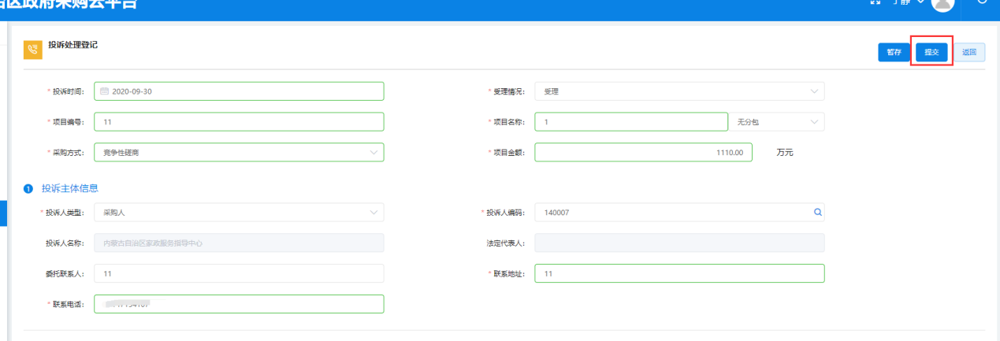 区政府采购云平台
丁静
投诉处理登记
暂存 提交 返回
* 投诉时间: 2020-09-30 * 受理情况: 受理
* 项目编号: 11 * 项目名称: 1 无分包
* 采购方式: 竞争性磋商 * 项目金额: 1110.00 万元
1 投诉主体信息
* 投诉人类型: 采购人 * 投诉人编码: 140007
投诉人名称: 内蒙古自治区家政服务指导中心 法定代表人:
委托联系人: 11 * 联系地址: 11
* 联系电话: